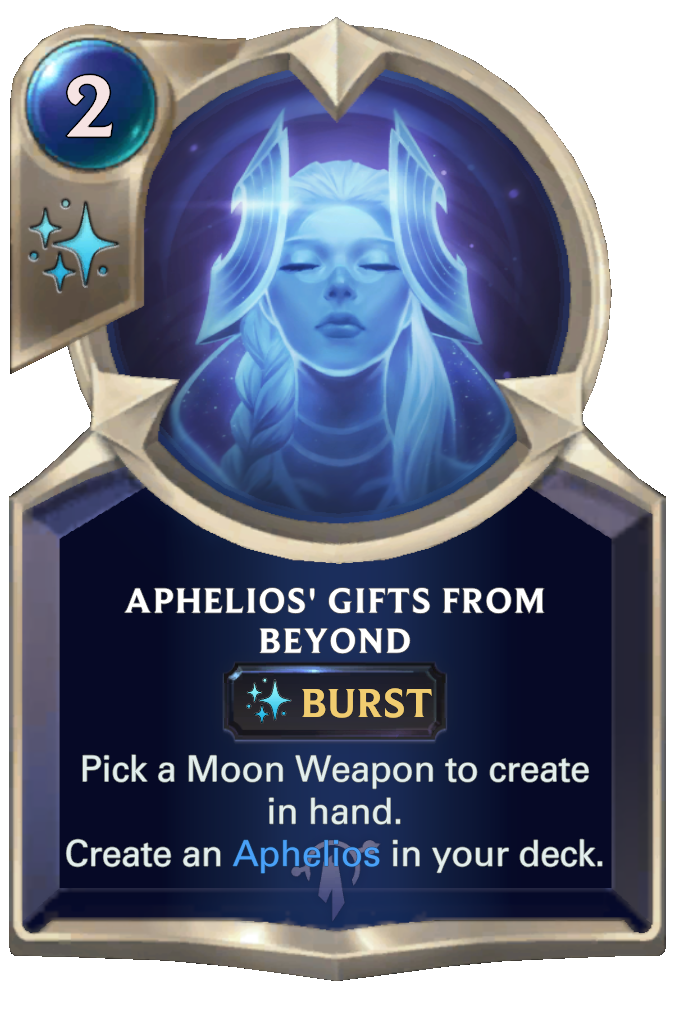 2
APHELIOS' GIFTS FROM
BEYOND
BURST
Pick a Moon Weapon to create
in hand.
Create an Aphelios in your deck.